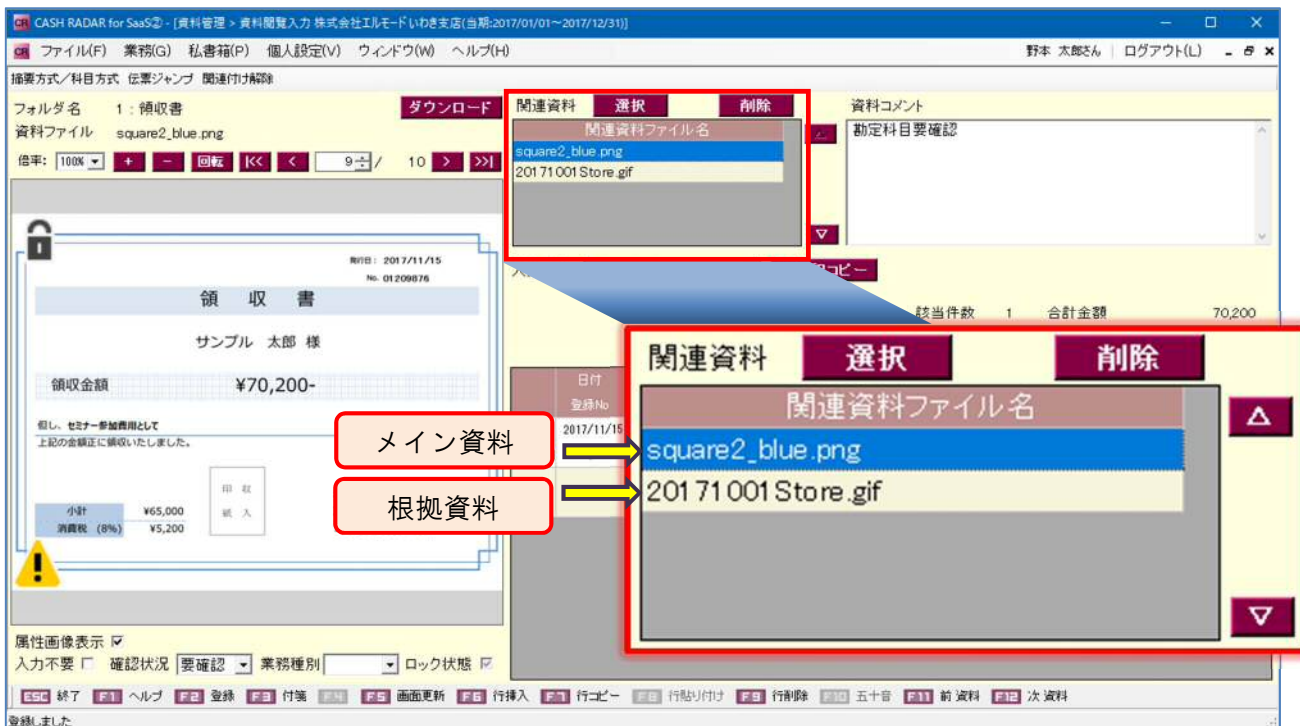 CASH RADAR for SaaS② - [資料管理 > 資料閲覧入力 株式会社エルモードいわき支店(当期:2017/01/01～2017/12/31)]
ファイル(F) 業務(G) 私書箱(P) 個人設定(V) ウィンドウ(W) ヘルプ(H) 野本 太郎さん ログアウト(L)
摘要方式／科目方式 伝票ジャンプ 関連付け解除
フォルダ名 1：領収書 ダウンロード
資料ファイル square2_blue.png
倍率: 100% + - 回転 |<< < 9 / 10 > >>|
関連資料 選択 削除
関連資料ファイル名
square2_blue.png
20171001Store.gif
▽
資料コメント
勘定科目要確認
発行日： 2017/11/15
No. 01209876
領 収 書
サンプル 太郎 様
領収金額 ¥70,200-
但し、セミナー参加費用として
上記の金額正に領収いたしました。
印 収
紙 入
小計 ¥65,000
消費税 (8%) ¥5,200
コピー
該当件数 1 合計金額 70,200
日付
登録No
2017/11/15
メイン資料
根拠資料
関連資料 選択 削除
関連資料ファイル名
square2_blue.png
20171001Store.gif
△
▽
属性画像表示
入力不要 確認状況 要確認 業務種別 ロック状態
ESC 終了 F1 ヘルプ F2 登録 F3 付箋 F4 F5 画面更新 F6 行挿入 F7 行コピー F8 行貼り付け F9 行削除 F10 五十音 F11 前資料 F12 次資料
登録しました